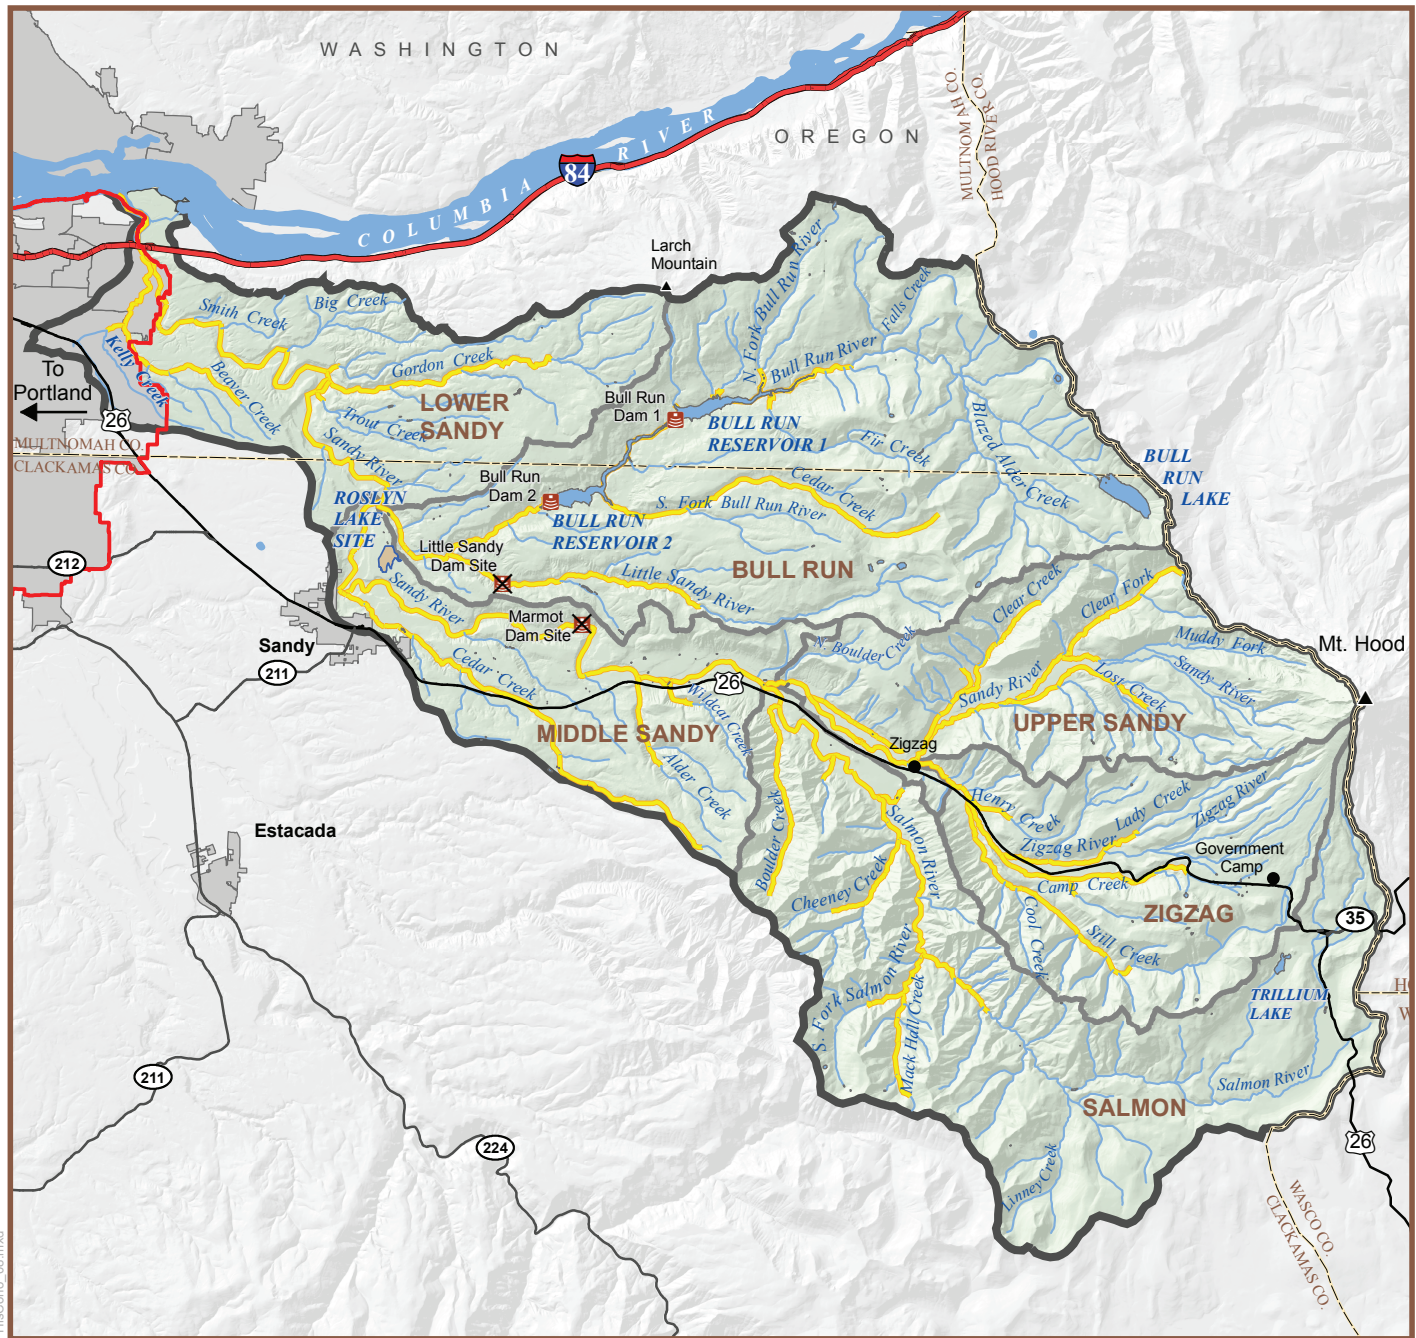 WASHINGTON
OREGON
MULTNOMAH CO.
HOOD RIVER CO.
COLUMBIA RIVER
84
Larch
Mountain
N. Fork Bull Run River
Falls Creek
Bull Run River
Smith Creek
Big Creek
Gordon Creek
Kelly Creek
Beaver Creek
To
Portland
26
LOWER
SANDY
Trout Creek
Sandy River
Bull Run
Dam 1
BULL RUN
RESERVOIR 1
Fir Creek
Blazed Alder Creek
MULTNOMAH CO.
CLACKAMAS CO.
BULL
RUN
LAKE
Cedar Creek
S. Fork Bull Run River
Bull Run
Dam 2
BULL RUN
RESERVOIR 2
ROSLYN
LAKE
SITE
Little Sandy
Dam Site
BULL RUN
Little Sandy River
212
Sandy River
Marmot
Dam Site
Clear Creek
Clear Fork
N. Boulder Creek
Muddy Fork
Mt. Hood
Sandy
211
Cedar Creek
Sandy River
Lost Creek
Sandy River
26
Wildcat Creek
MIDDLE SANDY
UPPER SANDY
Alder Creek
Zigzag
Boulder Creek
Salmon River
Henry Creek
Lady Creek
Zigzag River
Zigzag River
Estacada
Government
Camp
Cheeney Creek
Camp Creek
Cool Creek
ZIGZAG
35
Still Creek
S. Fork Salmon River
Mack Hall Creek
TRILLIUM
LAKE
211
Salmon River
SALMON
224
26
Linney Creek
WASCO CO.
CLACKAMAS CO.